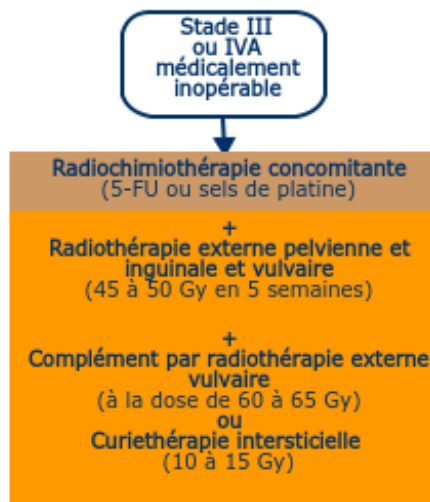 Stade III
ou IVA
médicalement
inopérable
Radiochimiothérapie concomitante
(5-FU ou sels de platine)
+
Radiothérapie externe pelvienne et
inguinale et vulvaire
(45 à 50 Gy en 5 semaines)
+
Complément par radiothérapie externe
vulvaire
(à la dose de 60 à 65 Gy)
ou
Curiethérapie intersticielle
(10 à 15 Gy)